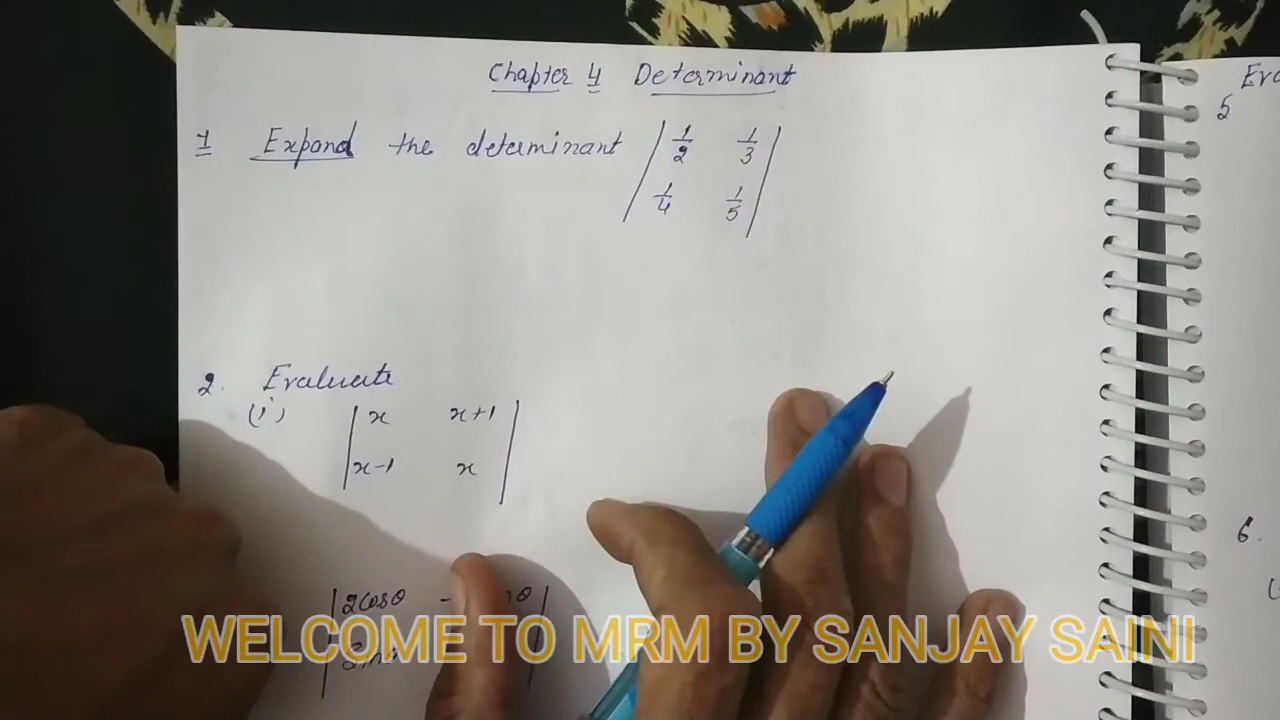 Chapter 4 Determinant
1 Expand the determinant | 1/2 1/3 |
| 1/4 1/5 |
2. Evaluate
(i) | x x+1 |
| x-1 x |
| 2cosθ - θ |
WELCOME TO MRM BY SANJAY SAINI
5
6.